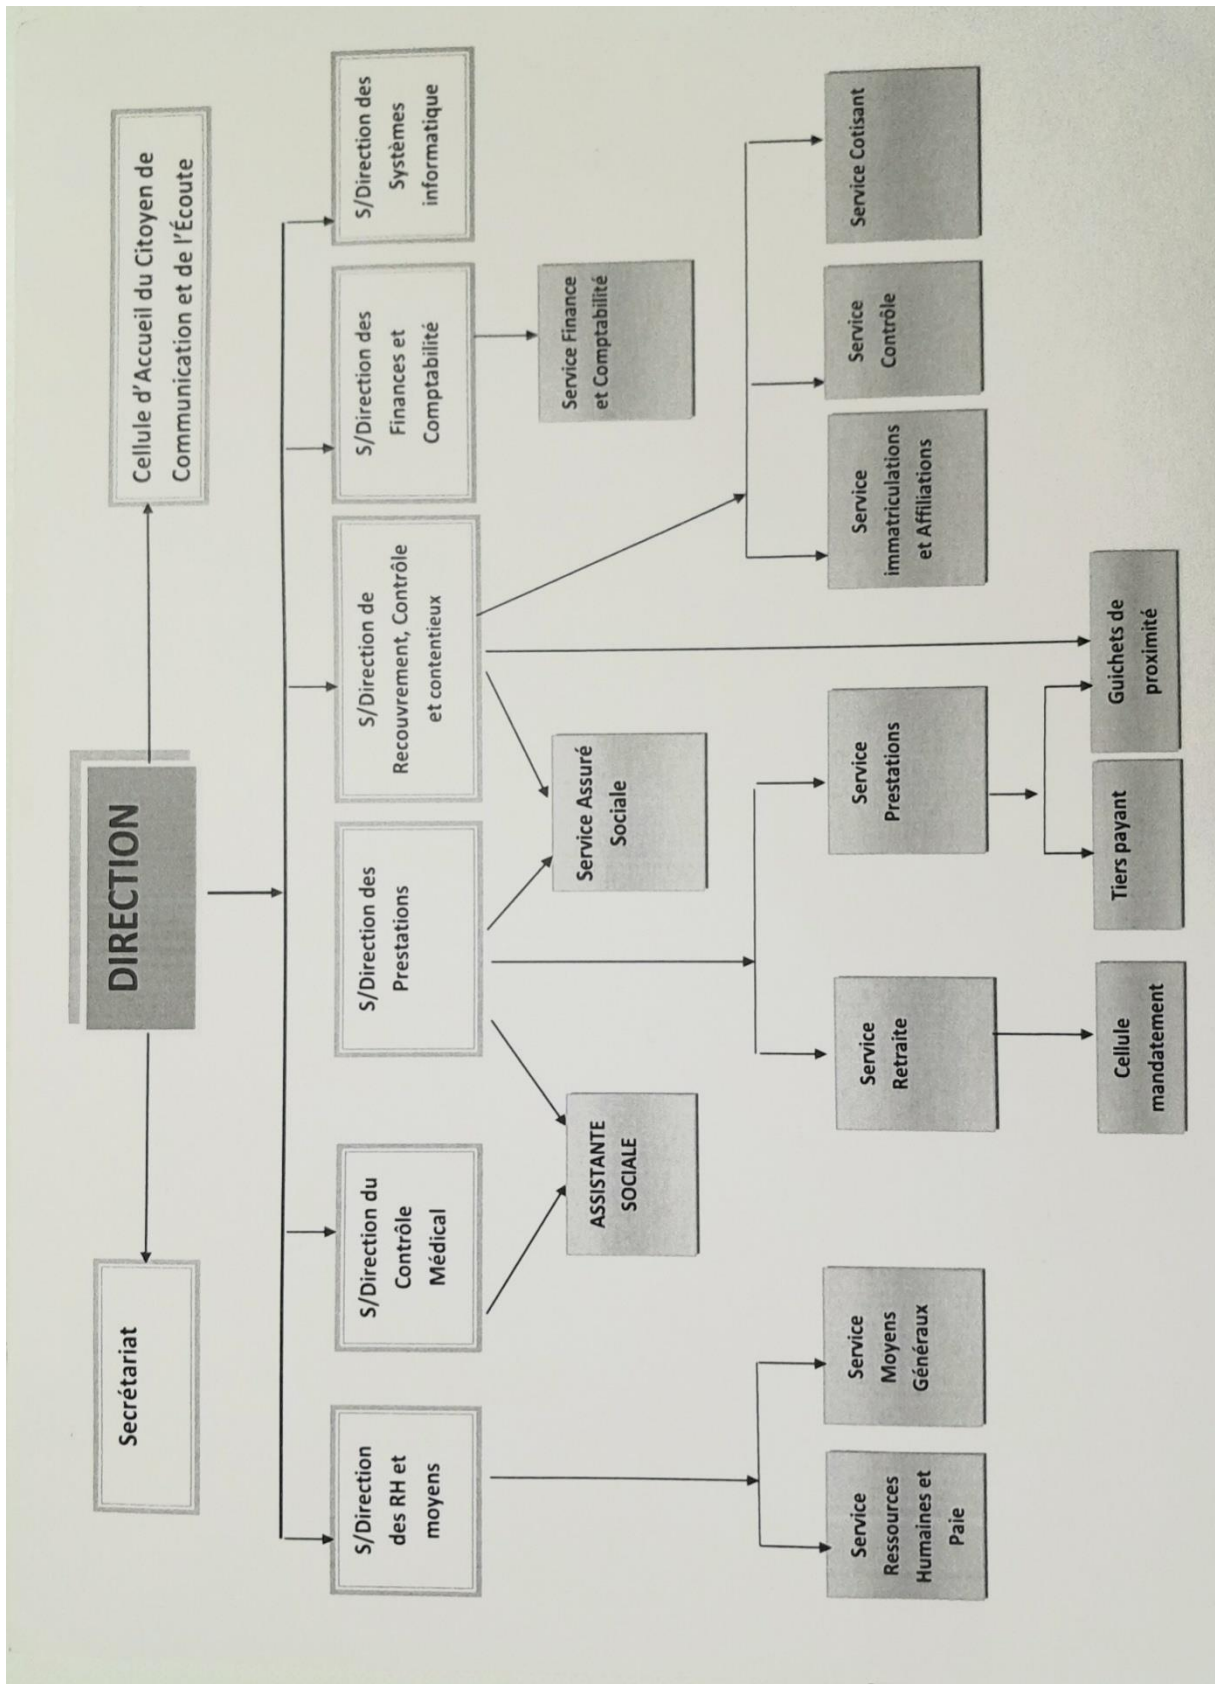 DIRECTION
Secrétariat
Cellule d'Accueil du Citoyen de
Communication et de l'Écoute
S/Direction
des RH et
moyens
S/Direction du
Contrôle
Médical
S/Direction des
Prestations
S/Direction de
Recouvrement, Contrôle
et contentieux
S/Direction des
Finances et
Comptabilité
S/Direction des
Systèmes
informatique
ASSISTANTE
SOCIALE
Service Assuré
Sociale
Service Finance
et Comptabilité
Service
Ressources
Humaines et
Paie
Service
Moyens
Généraux
Service
Retraite
Service
Prestations
Service
immatriculations
et Affiliations
Service
Contrôle
Service Cotisant
Cellule
mandatement
Tiers payant
Guichets de
proximité